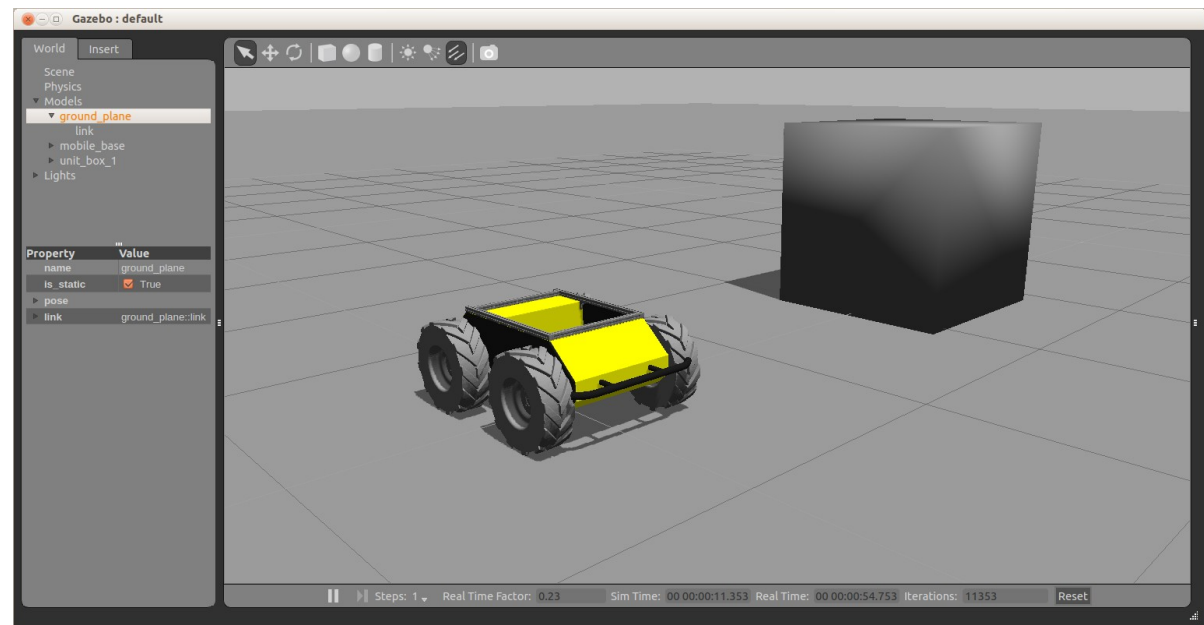 Gazebo : default
World Insert
Scene
Physics
Models
ground_plane
link
mobile_base
unit_box_1
Lights
Property Value
name ground_plane
is_static True
pose
link ground_plane::link
Steps: 1 Real Time Factor: 0.23 Sim Time: 00 00:00:11.353 Real Time: 00 00:00:54.753 Iterations: 11353 Reset